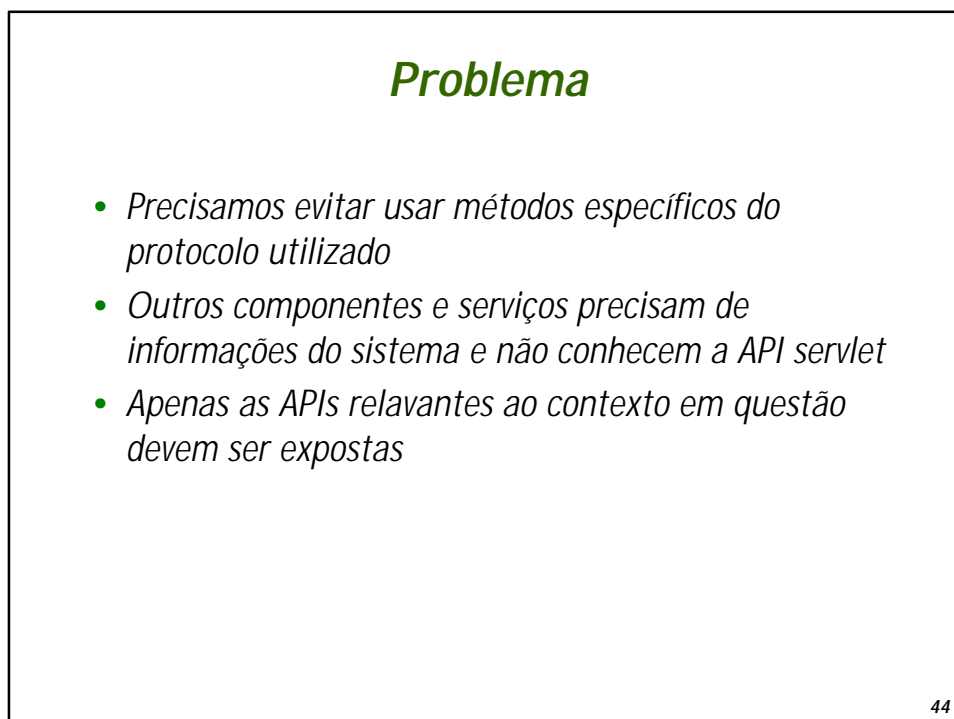 Problema
• Precisamos evitar usar métodos específicos do
protocolo utilizado
• Outros componentes e serviços precisam de
informações do sistema e não conhecem a API servlet
• Apenas as APIs relavantes ao contexto em questão
devem ser expostas
44